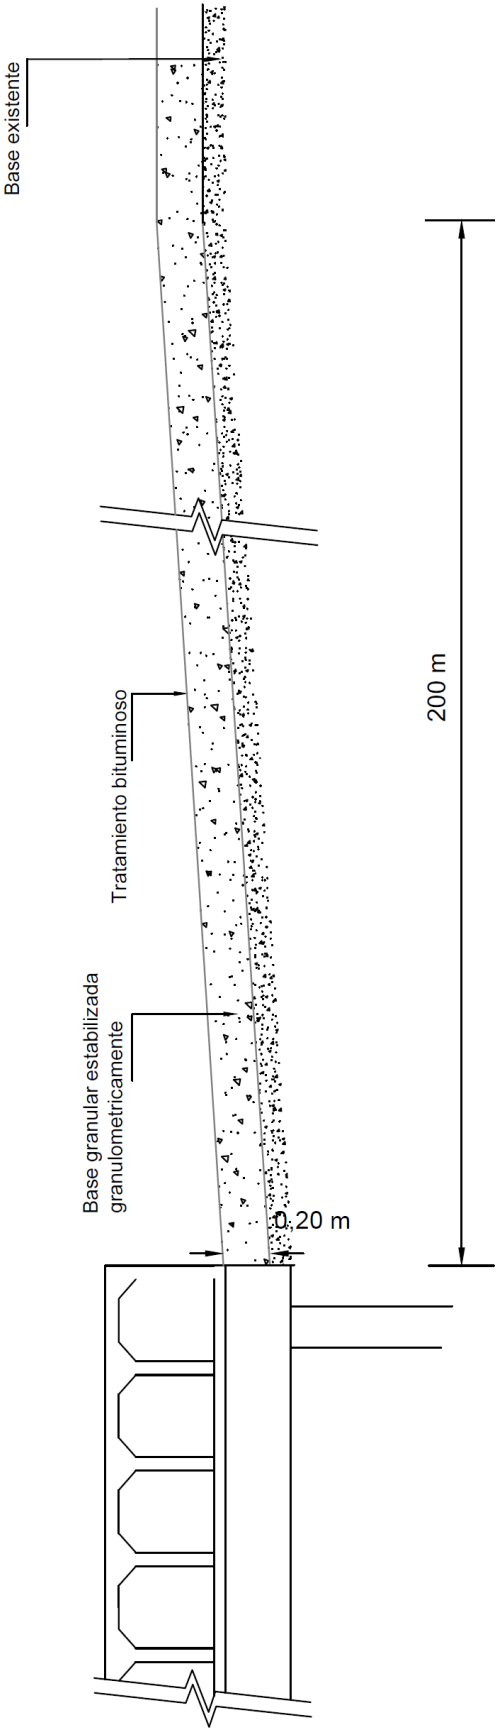 Base existente
200 m
Tratamiento bituminoso
Base granular estabilizada
granulometricamente
0,20 m